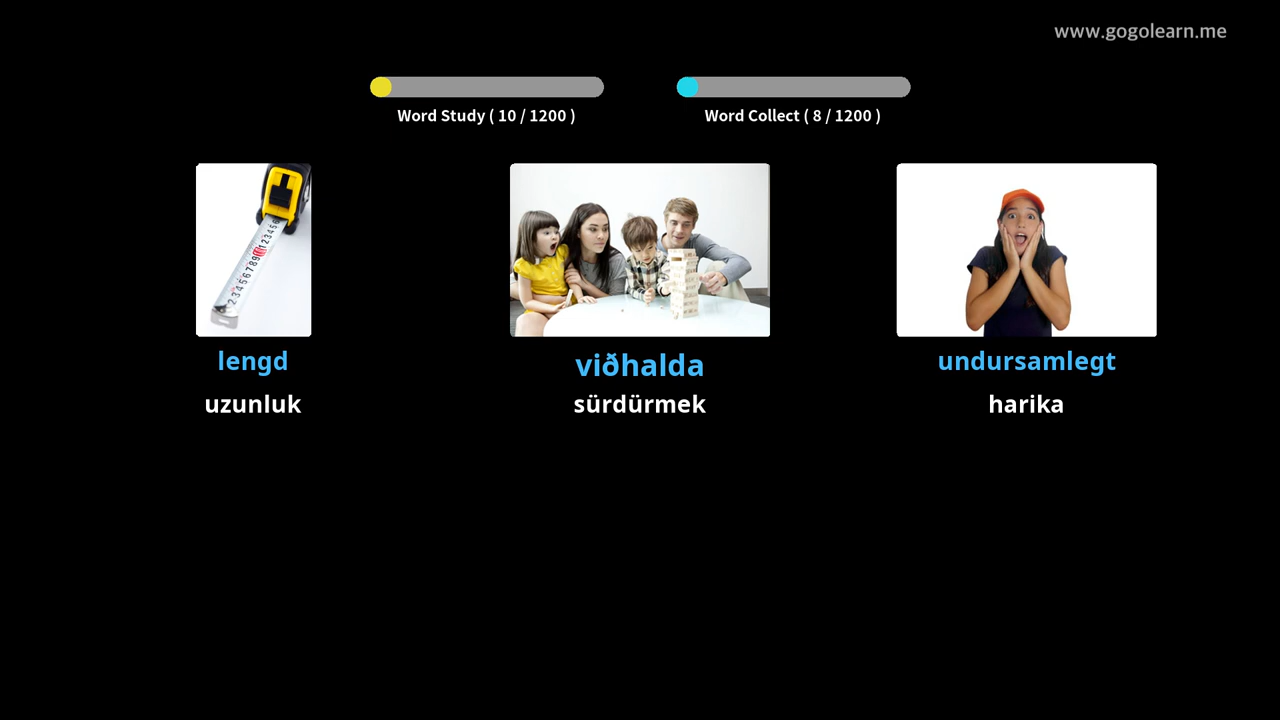 www.gogolearn.me
Word Study ( 10 / 1200 )
Word Collect ( 8 / 1200 )
lengd
viðhalda
undursamlegt
uzunluk
sürdürmek
harika